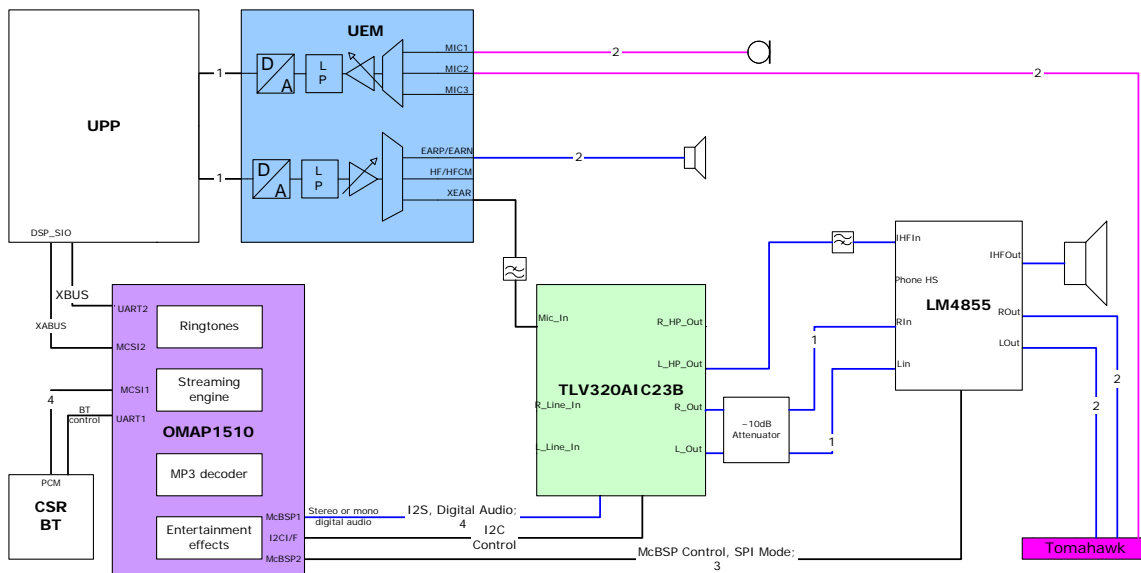 UPP
DSP_SIO
1
1
UEM
D
A
L
P
MIC1
MIC2
MIC3
D
A
L
P
EARP/EARN
HF/HFCM
XEAR
2
2
2
XBUS
XABUS
UART2
MCSI2
MCSI1
UART1
4
BT
control
Ringtones
Streaming
engine
OMAP1510
MP3 decoder
Entertainment
effects
McBSP1
I2CI/F
McBSP2
PCM
CSR
BT
Stereo or mono
digital audio
I2S, Digital Audio;
4
I2C
Control
McBSP Control, SPI Mode;
3
Mic_In
R_HP_Out
L_HP_Out
TLV320AIC23B
R_Line_In
R_Out
L_Line_In
L_Out
~10dB
Attenuator
1
1
IHFIn
IHFOut
Phone HS
LM4855
ROut
RIn
LOut
Lin
2
2
Tomahawk